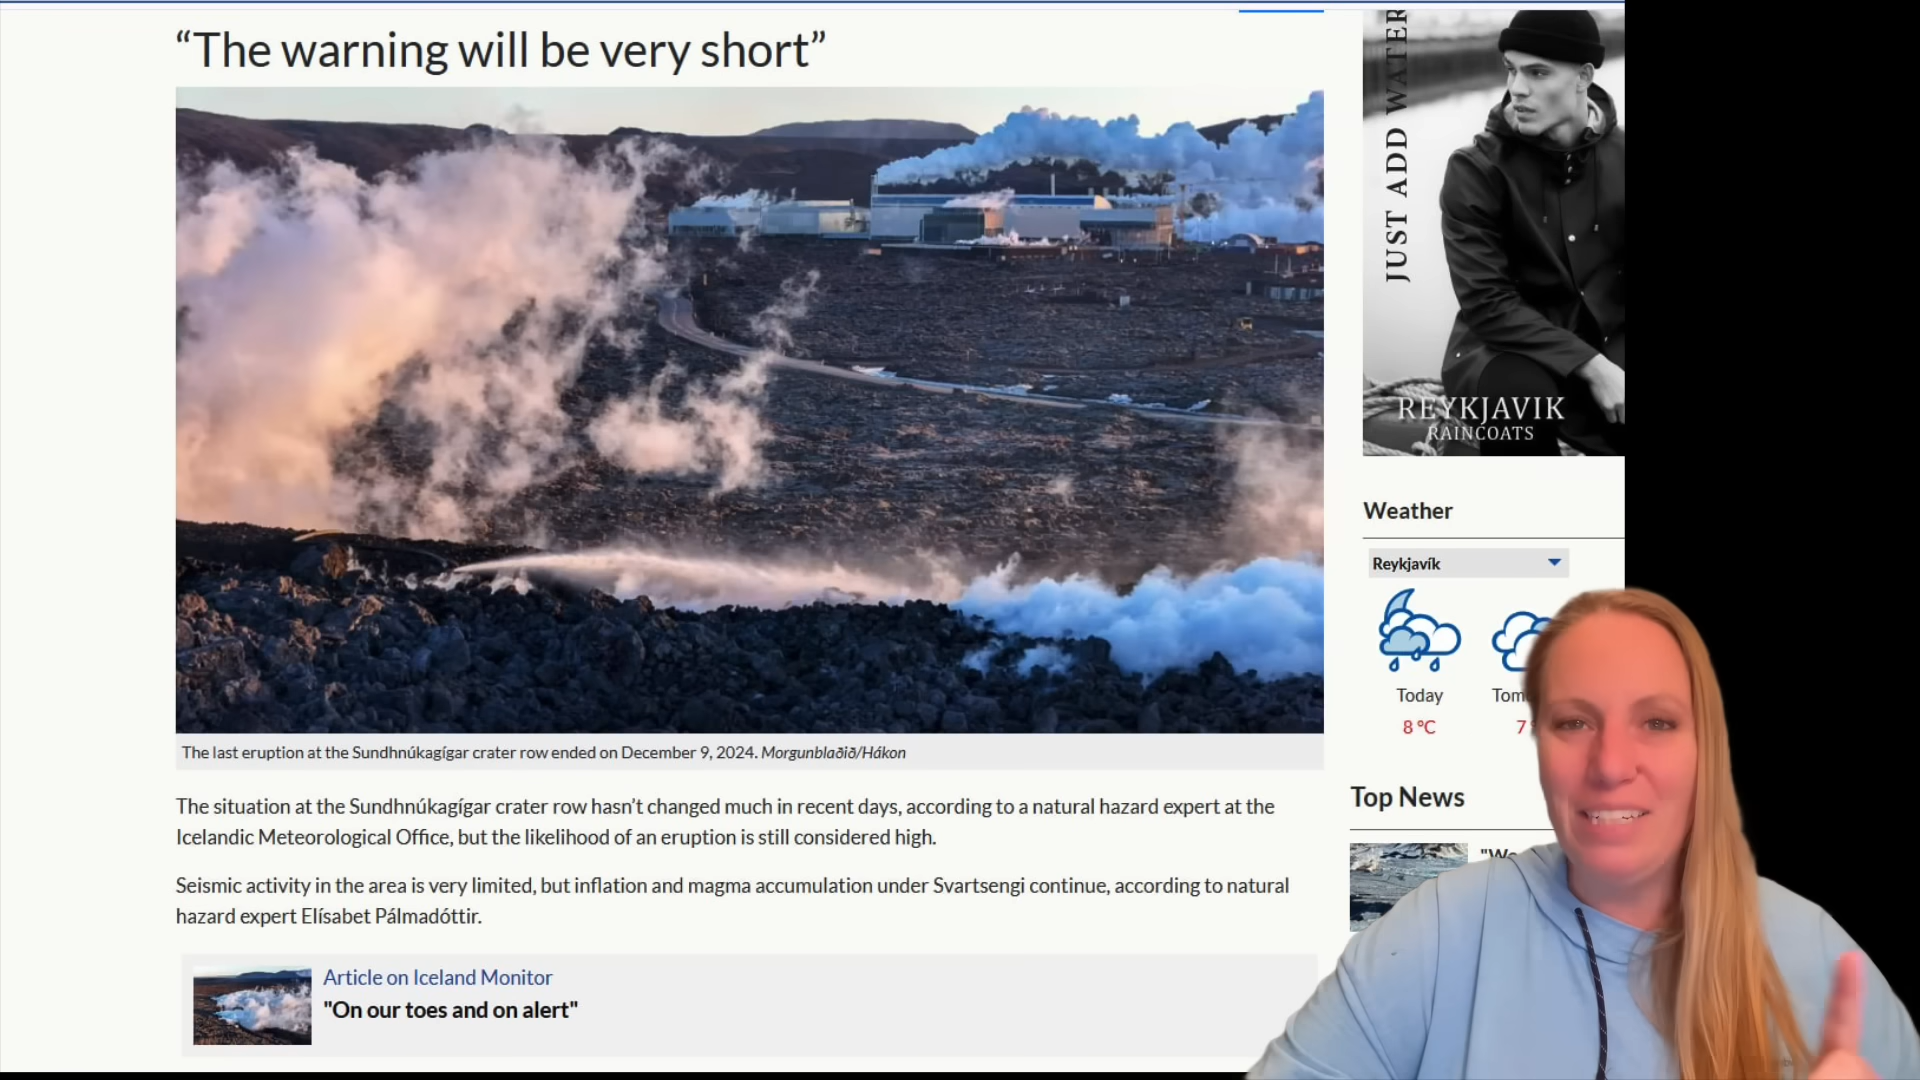 “The warning will be very short”
The last eruption at the Sundhnúkagígar crater row ended on December 9, 2024. Morgunblaðið/Hákon
The situation at the Sundhnúkagígar crater row hasn’t changed much in recent days, according to a natural hazard expert at the
Icelandic Meteorological Office, but the likelihood of an eruption is still considered high.
Seismic activity in the area is very limited, but inflation and magma accumulation under Svartsengi continue, according to natural
hazard expert Elísabet Pálmadóttir.
Article on Iceland Monitor
"On our toes and on alert"
JUST ADD WATER
REYKJAVIK
RAINCOATS
Weather
Reykjavík
Today
8 °C
7
Top News